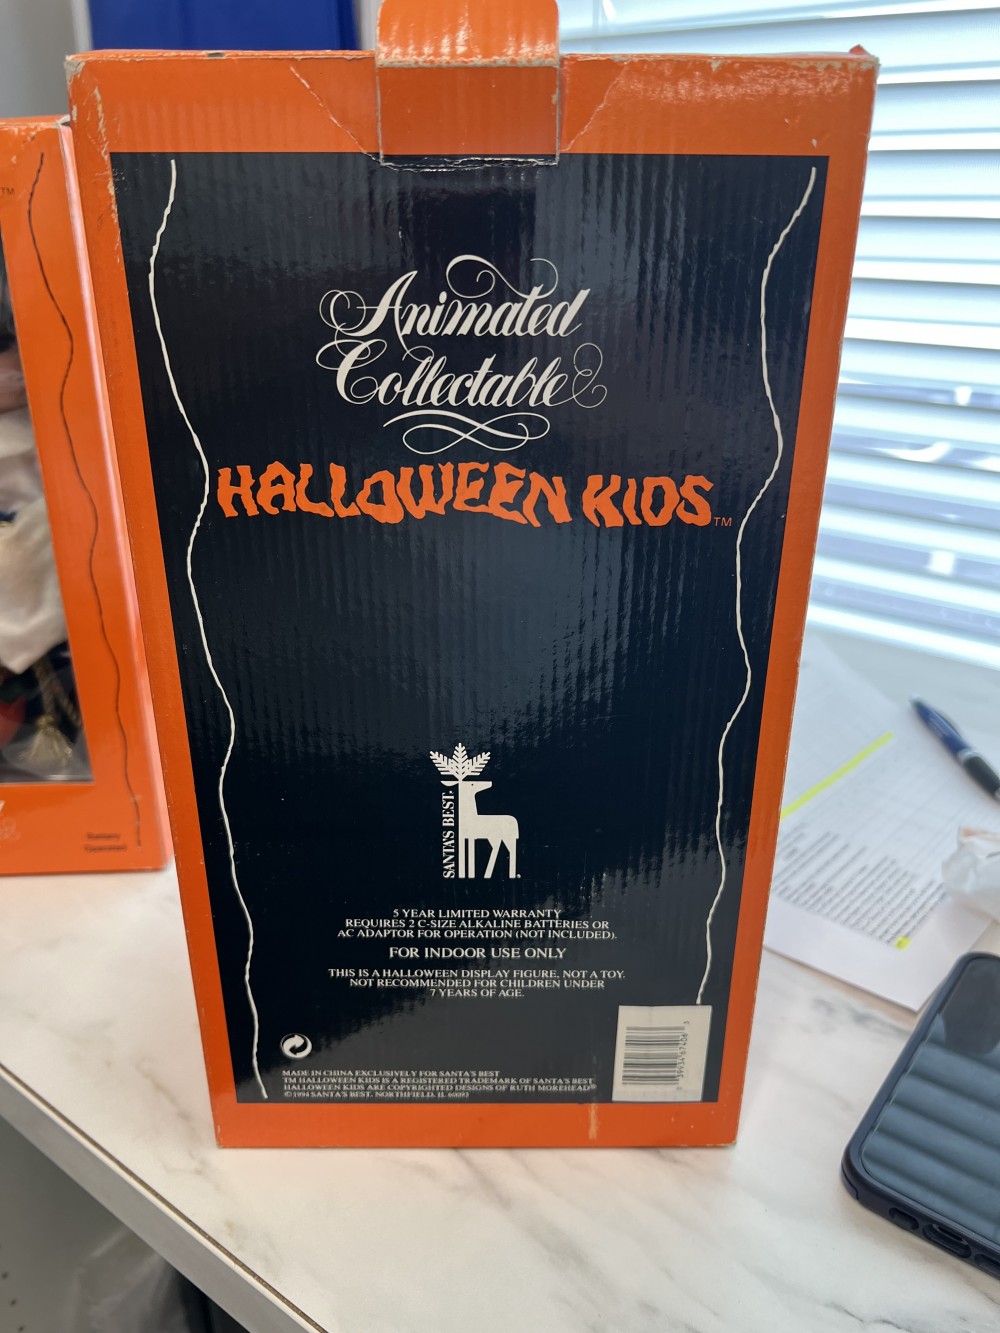 Animated
Collectable
HALLOWEEN KIDS™
SANTA'S BEST.
5 YEAR LIMITED WARRANTY
REQUIRES 2 C-SIZE ALKALINE BATTERIES OR
AC ADAPTOR FOR OPERATION (NOT INCLUDED).
FOR INDOOR USE ONLY
THIS IS A HALLOWEEN DISPLAY FIGURE, NOT A TOY.
NOT RECOMMENDED FOR CHILDREN UNDER
7 YEARS OF AGE.
MADE IN CHINA EXCLUSIVELY FOR SANTA'S BEST
TM HALLOWEEN KIDS IS A REGISTERED TRADEMARK OF SANTA'S BEST
HALLOWEEN KIDS ARE COPYRIGHTED DESIGNS OF RUTH MOREHEAD®
©1994 SANTA'S BEST, NORTHFIELD, IL 60093
TM
Battery
Operated